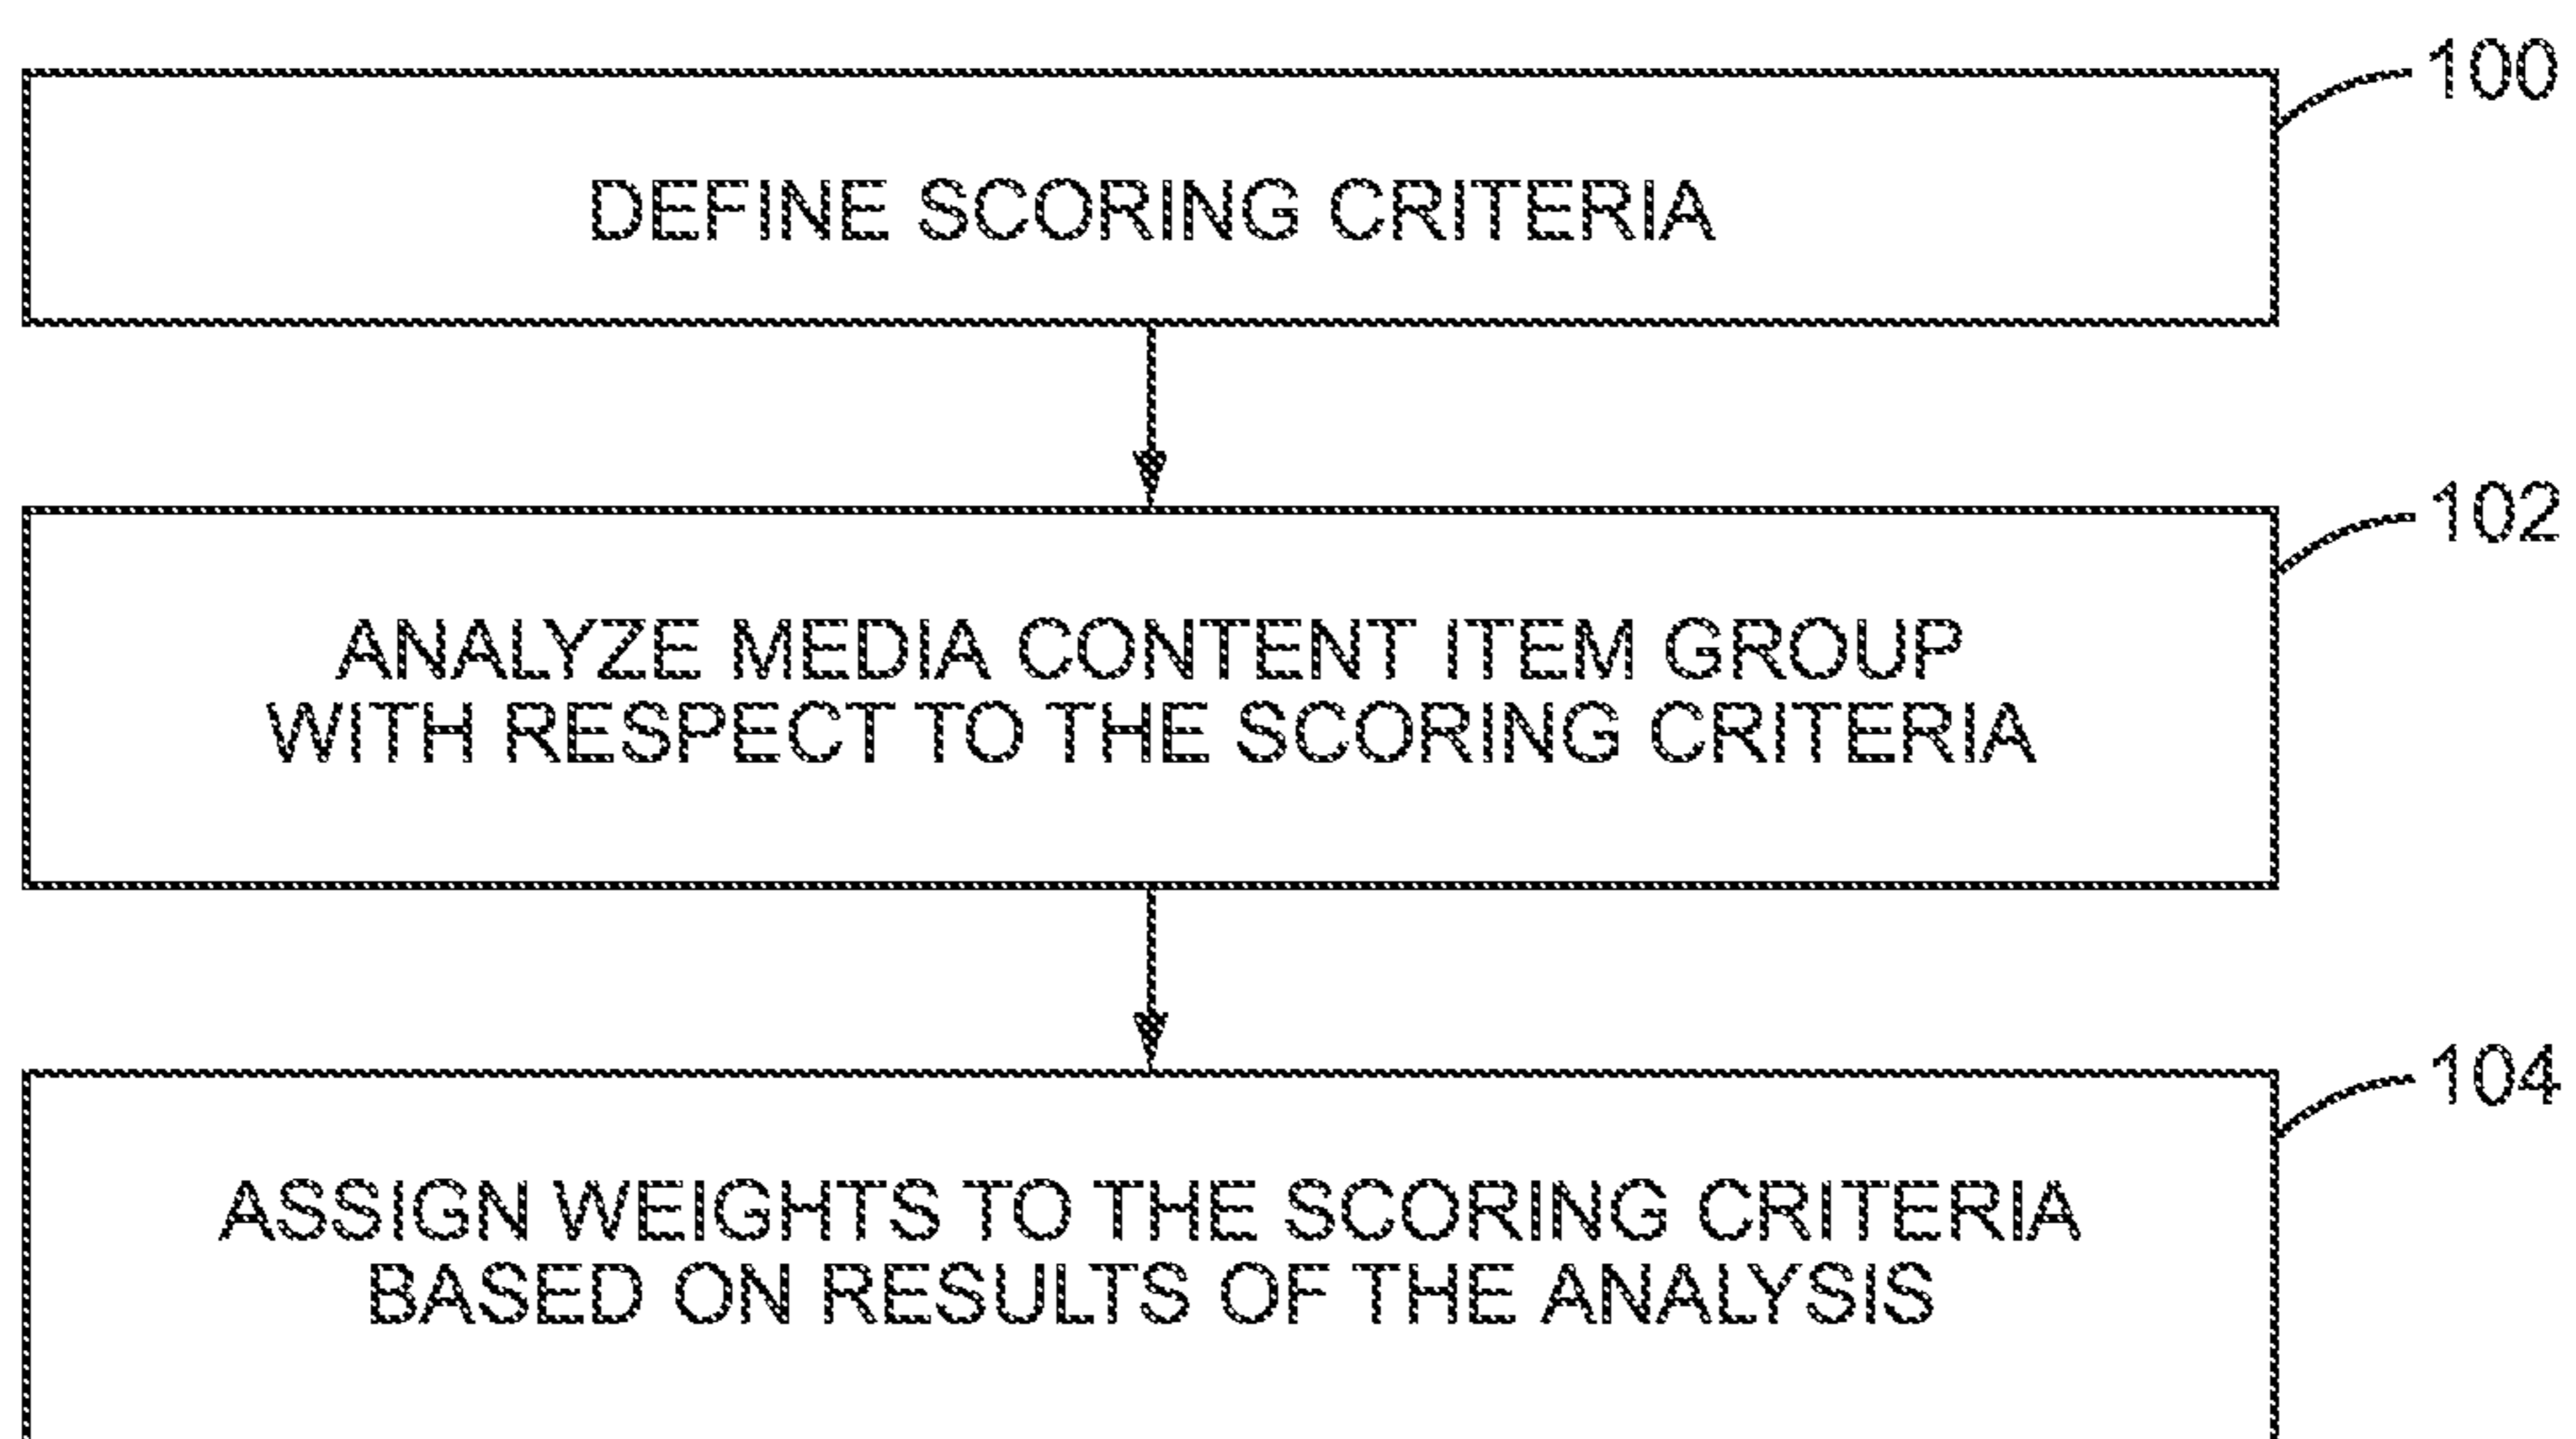 100
DEFINE SCORING CRITERIA
102
ANALYZE MEDIA CONTENT ITEM GROUP
WITH RESPECT TO THE SCORING CRITERIA
104
ASSIGN WEIGHTS TO THE SCORING CRITERIA
BASED ON RESULTS OF THE ANALYSIS